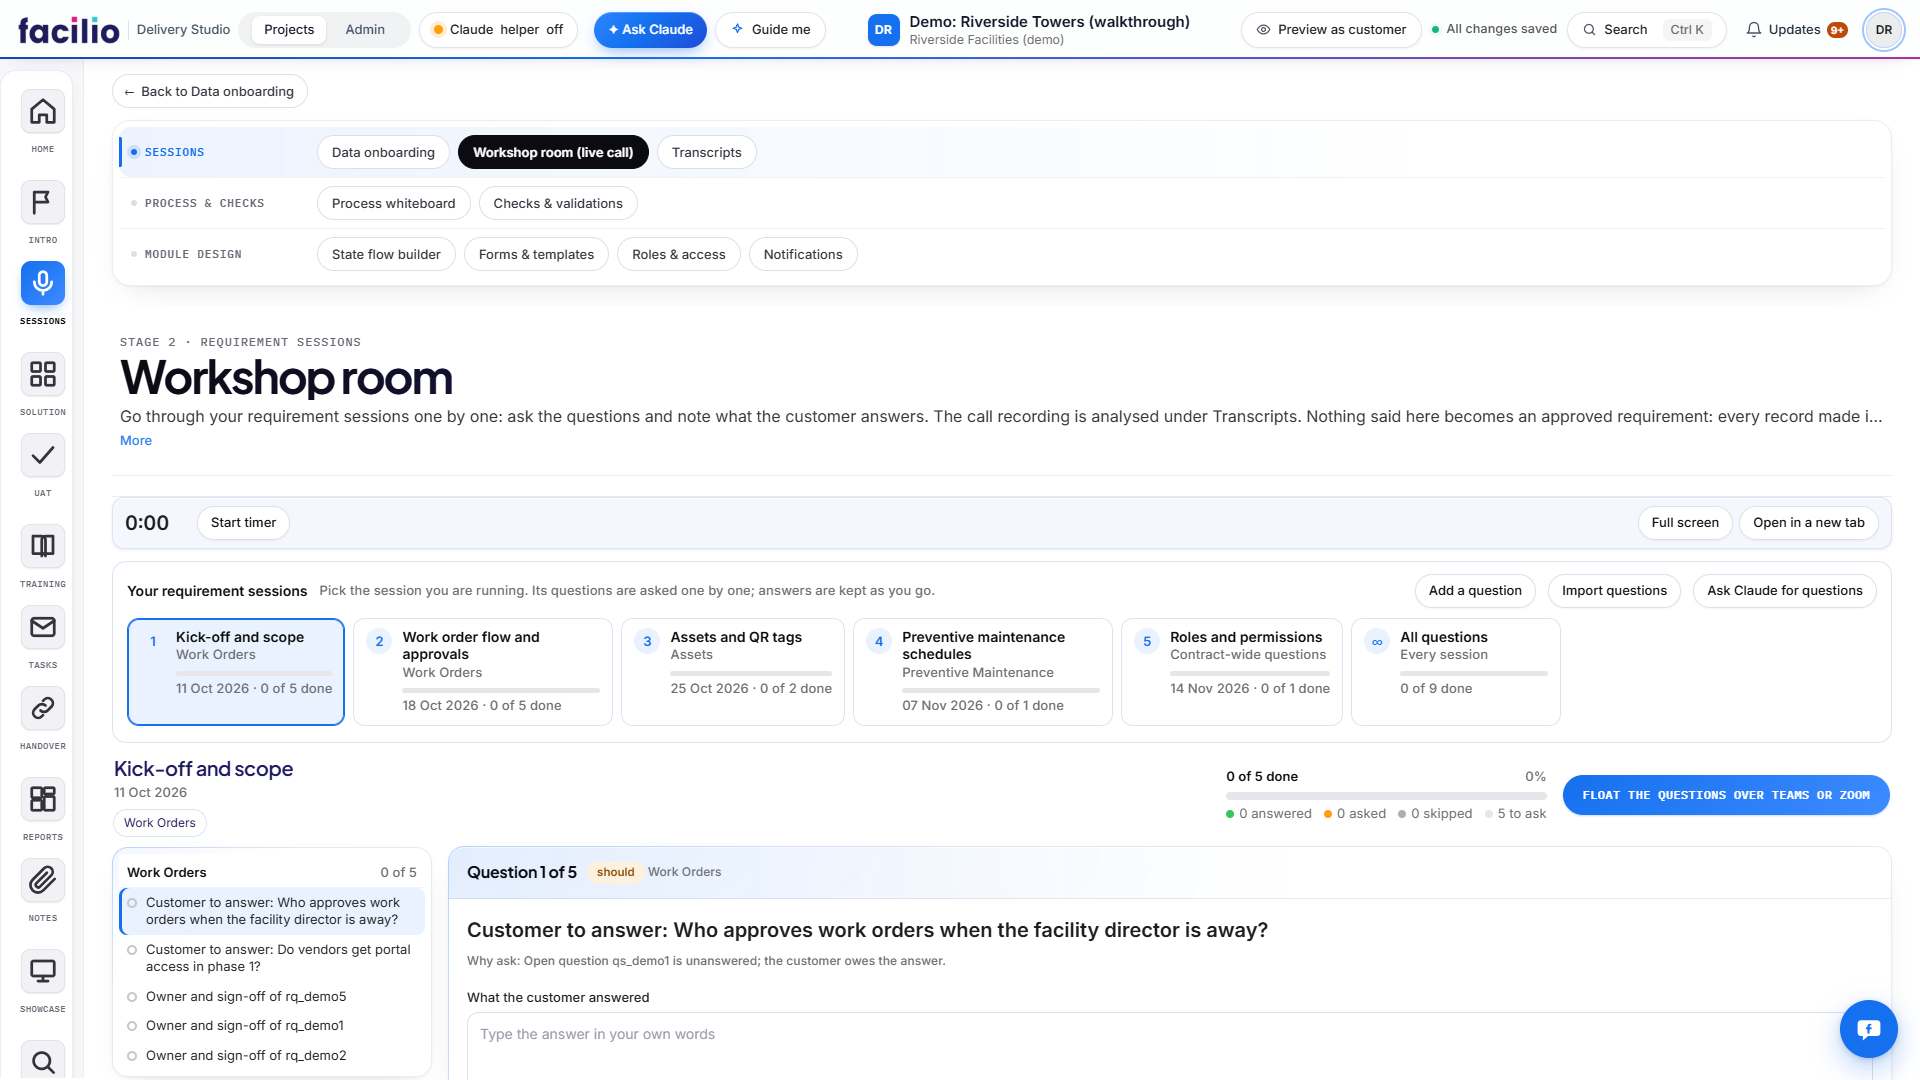 facilio
Delivery Studio
Projects
Admin
Claude helper off
Ask Claude
Guide me
DR
Demo: Riverside Towers (walkthrough)
Riverside Facilities (demo)
Preview as customer
All changes saved
Search
Ctrl K
Updates
9+
DR
HOME
INTRO
SESSIONS
SOLUTION
UAT
TRAINING
TASKS
HANDOVER
REPORTS
NOTES
SHOWCASE
← Back to Data onboarding
SESSIONS
Data onboarding
Workshop room (live call)
Transcripts
PROCESS & CHECKS
Process whiteboard
Checks & validations
MODULE DESIGN
State flow builder
Forms & templates
Roles & access
Notifications
STAGE 2 · REQUIREMENT SESSIONS
Workshop room
Go through your requirement sessions one by one: ask the questions and note what the customer answers. The call recording is analysed under Transcripts. Nothing said here becomes an approved requirement: every record made i...
More
0:00
Start timer
Full screen
Open in a new tab
Your requirement sessions
Pick the session you are running. Its questions are asked one by one; answers are kept as you go.
Add a question
Import questions
Ask Claude for questions
1
Kick-off and scope
Work Orders
11 Oct 2026 · 0 of 5 done
2
Work order flow and
approvals
Work Orders
18 Oct 2026 · 0 of 5 done
3
Assets and QR tags
Assets
25 Oct 2026 · 0 of 2 done
4
Preventive maintenance
schedules
Preventive Maintenance
07 Nov 2026 · 0 of 1 done
5
Roles and permissions
Contract-wide questions
14 Nov 2026 · 0 of 1 done
∞
All questions
Every session
0 of 9 done
Kick-off and scope
11 Oct 2026
Work Orders
0 of 5 done
0%
0 answered
0 asked
0 skipped
5 to ask
FLOAT THE QUESTIONS OVER TEAMS OR ZOOM
Work Orders
0 of 5
Customer to answer: Who approves work
orders when the facility director is away?
Customer to answer: Do vendors get portal
access in phase 1?
Owner and sign-off of rq_demo5
Owner and sign-off of rq_demo1
Owner and sign-off of rq_demo2
Question 1 of 5
should
Work Orders
Customer to answer: Who approves work orders when the facility director is away?
Why ask: Open question qs_demo1 is unanswered; the customer owes the answer.
What the customer answered
Type the answer in your own words